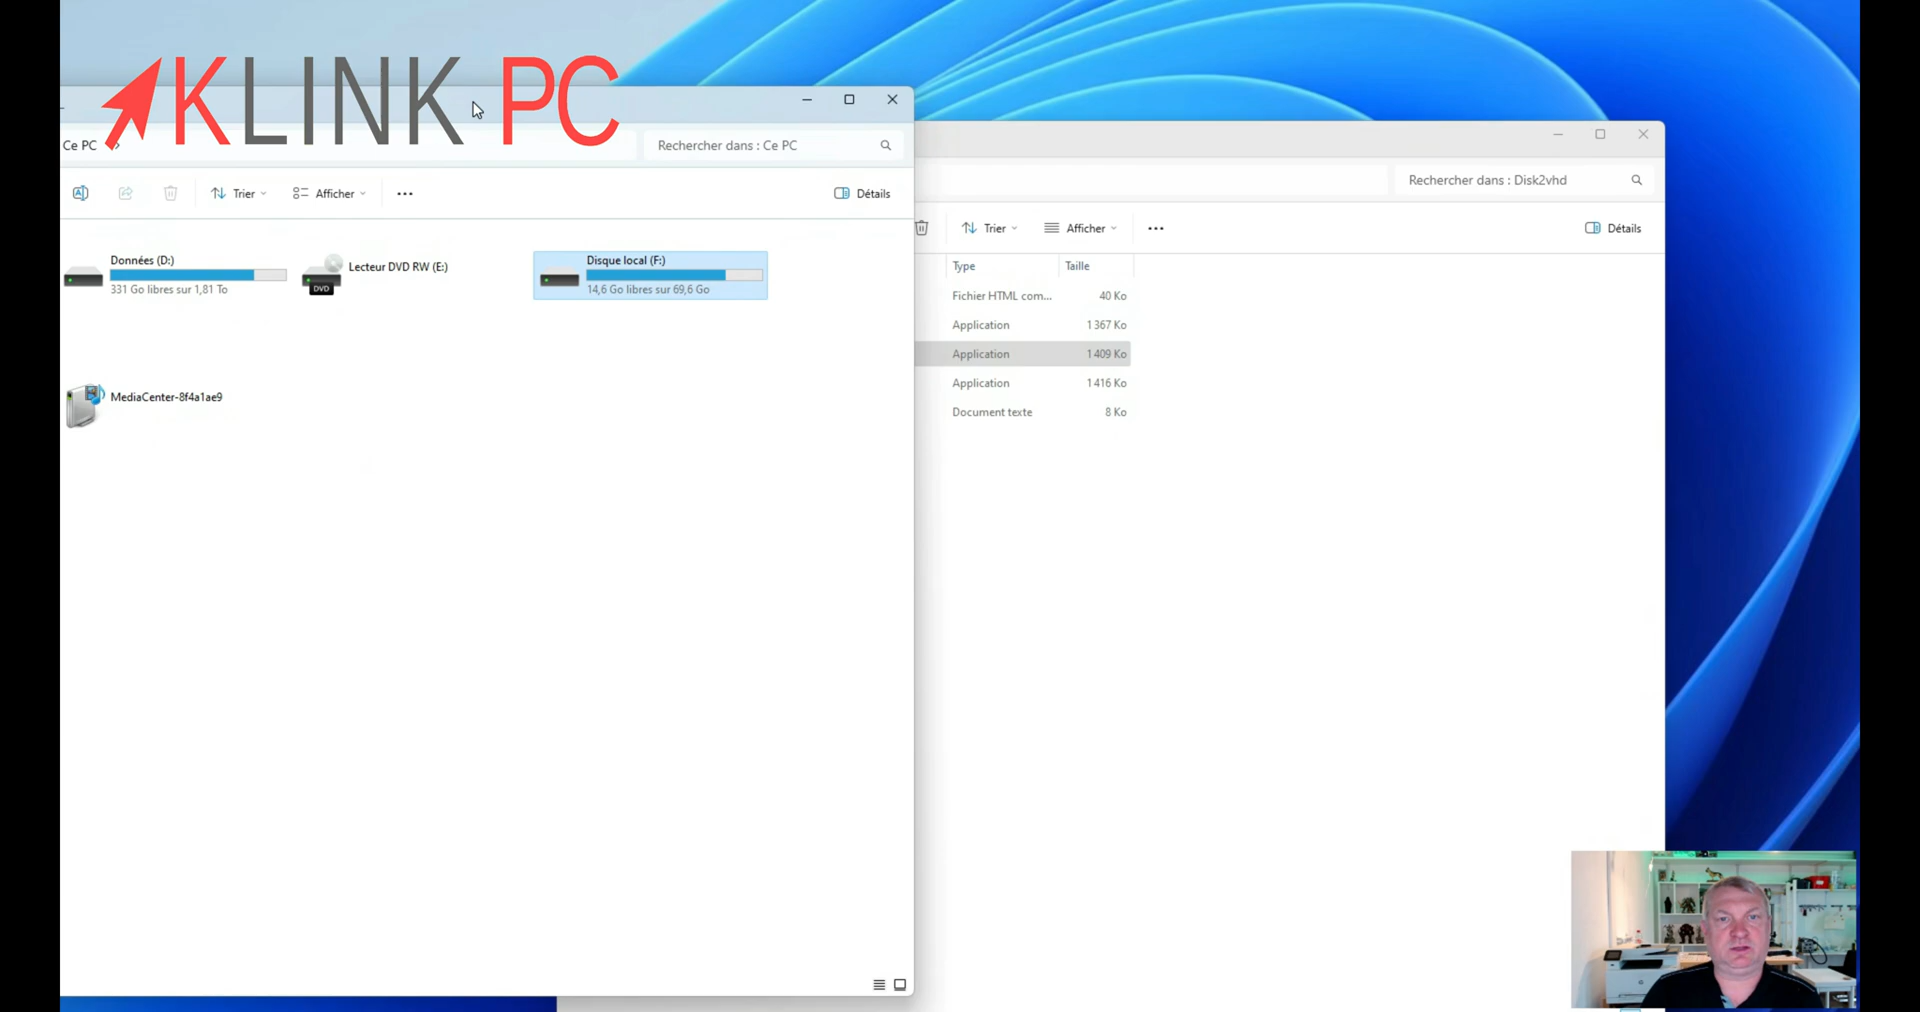 KLINK PC
Ce PC
Rechercher dans : Ce PC
Trier
Afficher
Détails
Données (D:)
331 Go libres sur 1,81 To
Lecteur DVD RW (E:)
DVD
Disque local (F:)
14,6 Go libres sur 69,6 Go
MediaCenter-8f4a1ae9
Rechercher dans : Disk2vhd
Trier
Afficher
Détails
Type Taille
Fichier HTML com... 40 Ko
Application 1 367 Ko
Application 1 409 Ko
Application 1 416 Ko
Document texte 8 Ko